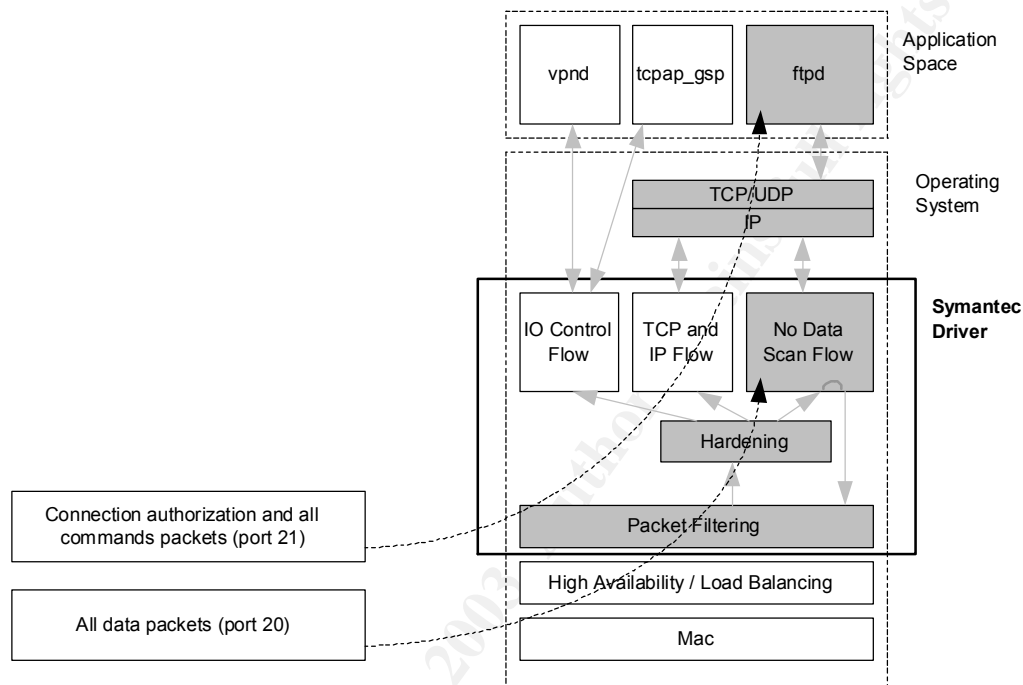 Application
Space
vpnd
tcpap_gsp
ftpd
Operating
System
TCP/UDP
IP
Symantec
Driver
IO Control
Flow
TCP and
IP Flow
No Data
Scan Flow
Hardening
Connection authorization and all
commands packets (port 21)
Packet Filtering
High Availability / Load Balancing
All data packets (port 20)
Mac
2003